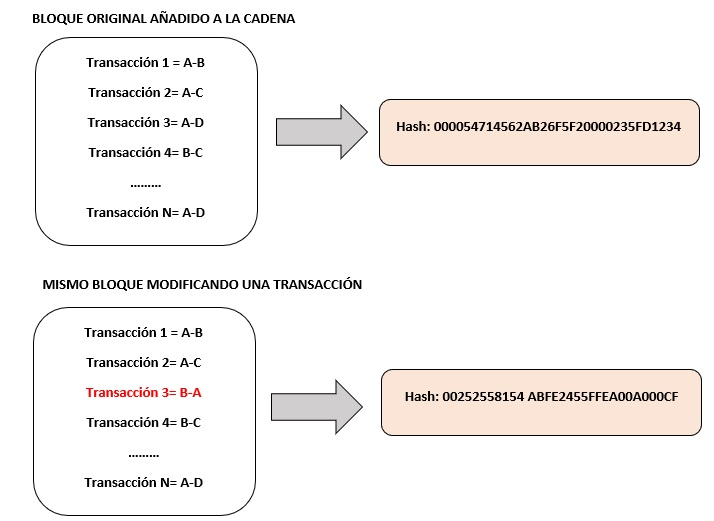 BLOQUE ORIGINAL AÑADIDO A LA CADENA
Transacción 1 = A-B
Transacción 2= A-C
Transacción 3= A-D
Transacción 4= B-C
.........
Transacción N= A-D
Hash: 000054714562AB26F5F20000235FD1234
MISMO BLOQUE MODIFICANDO UNA TRANSACCIÓN
Transacción 1 = A-B
Transacción 2= A-C
Transacción 3= B-A
Transacción 4= B-C
.........
Transacción N= A-D
Hash: 00252558154 ABFE2455FFEA00A000CF